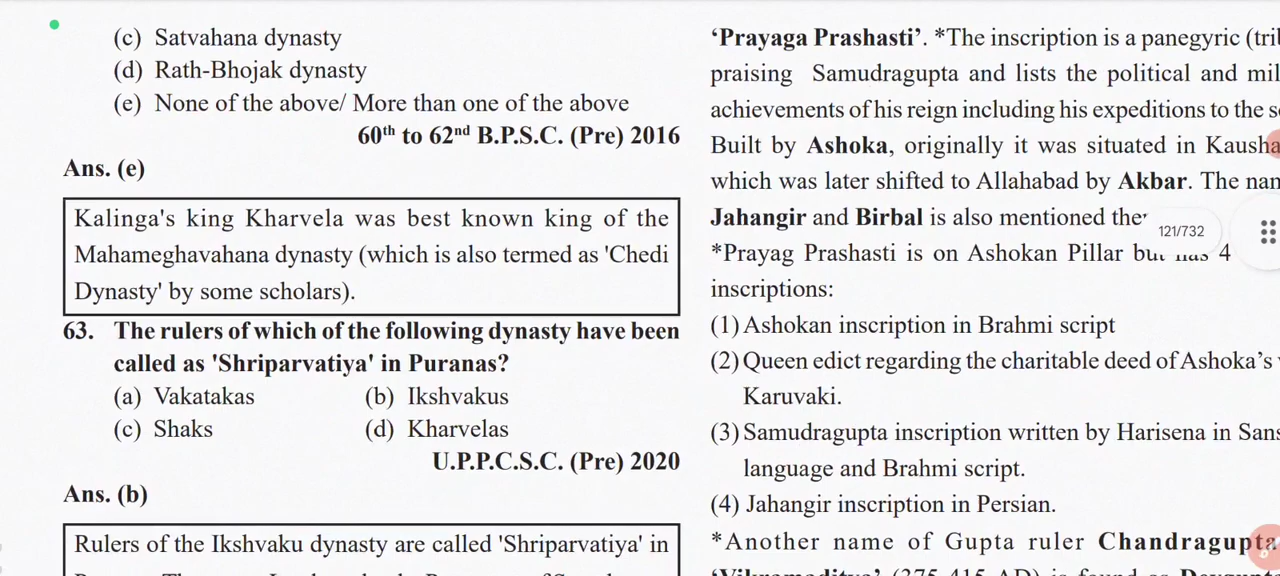 (c) Satvahana dynasty
(d) Rath-Bhojak dynasty
(e) None of the above/ More than one of the above
60th to 62nd B.P.S.C. (Pre) 2016
Ans. (e)
Kalinga's king Kharvela was best known king of the
Mahameghavahana dynasty (which is also termed as 'Chedi
Dynasty' by some scholars).
63. The rulers of which of the following dynasty have been
called as 'Shriparvatiya' in Puranas?
(a) Vakatakas (b) Ikshvakus
(c) Shaks (d) Kharvelas
U.P.P.C.S.C. (Pre) 2020
Ans. (b)
Rulers of the Ikshvaku dynasty are called 'Shriparvatiya' in
‘Prayaga Prashasti’. *The inscription is a panegyric
praising Samudragupta and lists the political and
achievements of his reign including his expeditions to the
Built by Ashoka, originally it was situated in
which was later shifted to Allahabad by Akbar. The
Jahangir and Birbal is also mentioned
121/732
*Prayag Prashasti is on Ashokan Pillar but has 4
inscriptions:
(1) Ashokan inscription in Brahmi script
(2) Queen edict regarding the charitable deed of Ashoka’s
Karuvaki.
(3) Samudragupta inscription written by Harisena in
language and Brahmi script.
(4) Jahangir inscription in Persian.
*Another name of Gupta ruler Chandragupta